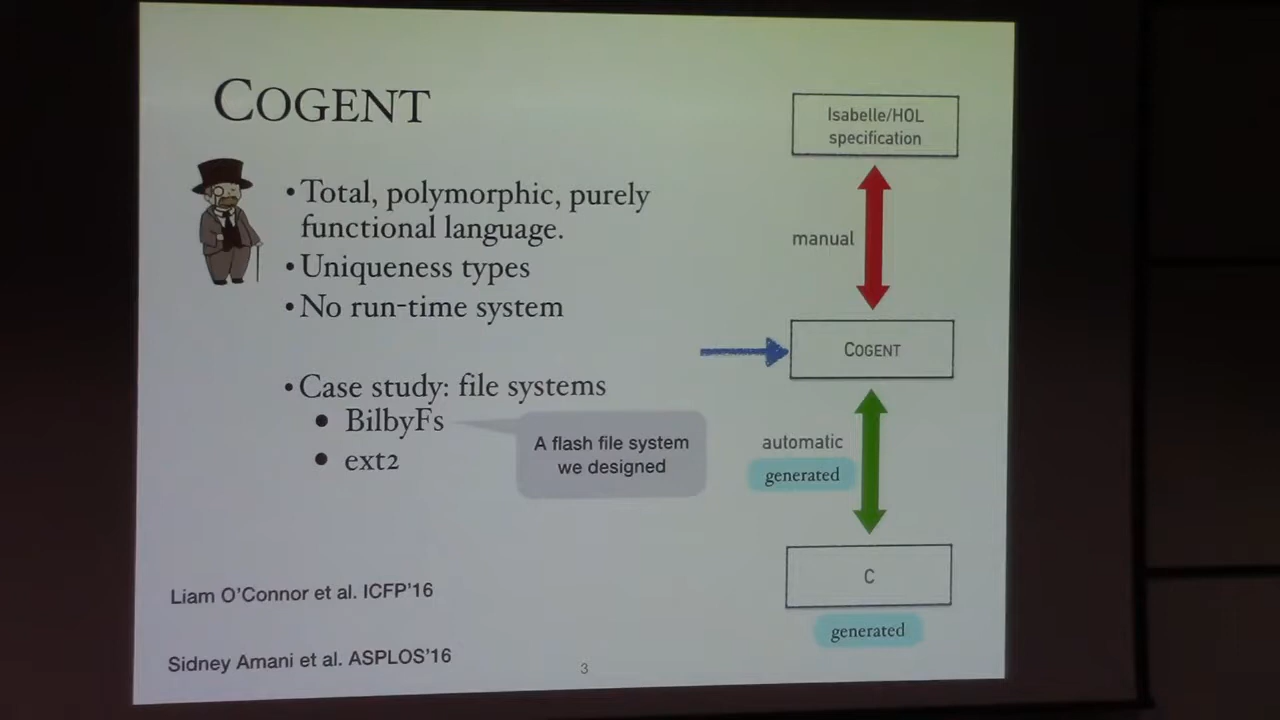 COGENT
•Total, polymorphic, purely
functional language.
•Uniqueness types
•No run-time system
•Case study: file systems
• BilbyFs
• ext2
A flash file system
we designed
Liam O'Connor et al. ICFP'16
Sidney Amani et al. ASPLOS'16
3
Isabelle/HOL
specification
manual
COGENT
automatic
generated
C
generated